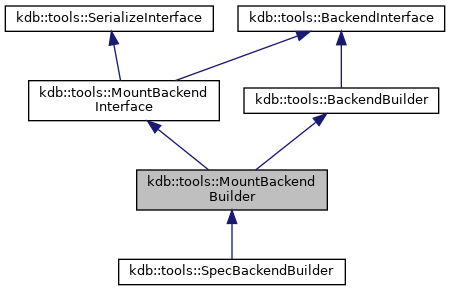 kdb::tools::SerializeInterface
kdb::tools::BackendInterface
kdb::tools::MountBackend
Interface
kdb::tools::BackendBuilder
kdb::tools::MountBackend
Builder
kdb::tools::SpecBackendBuilder